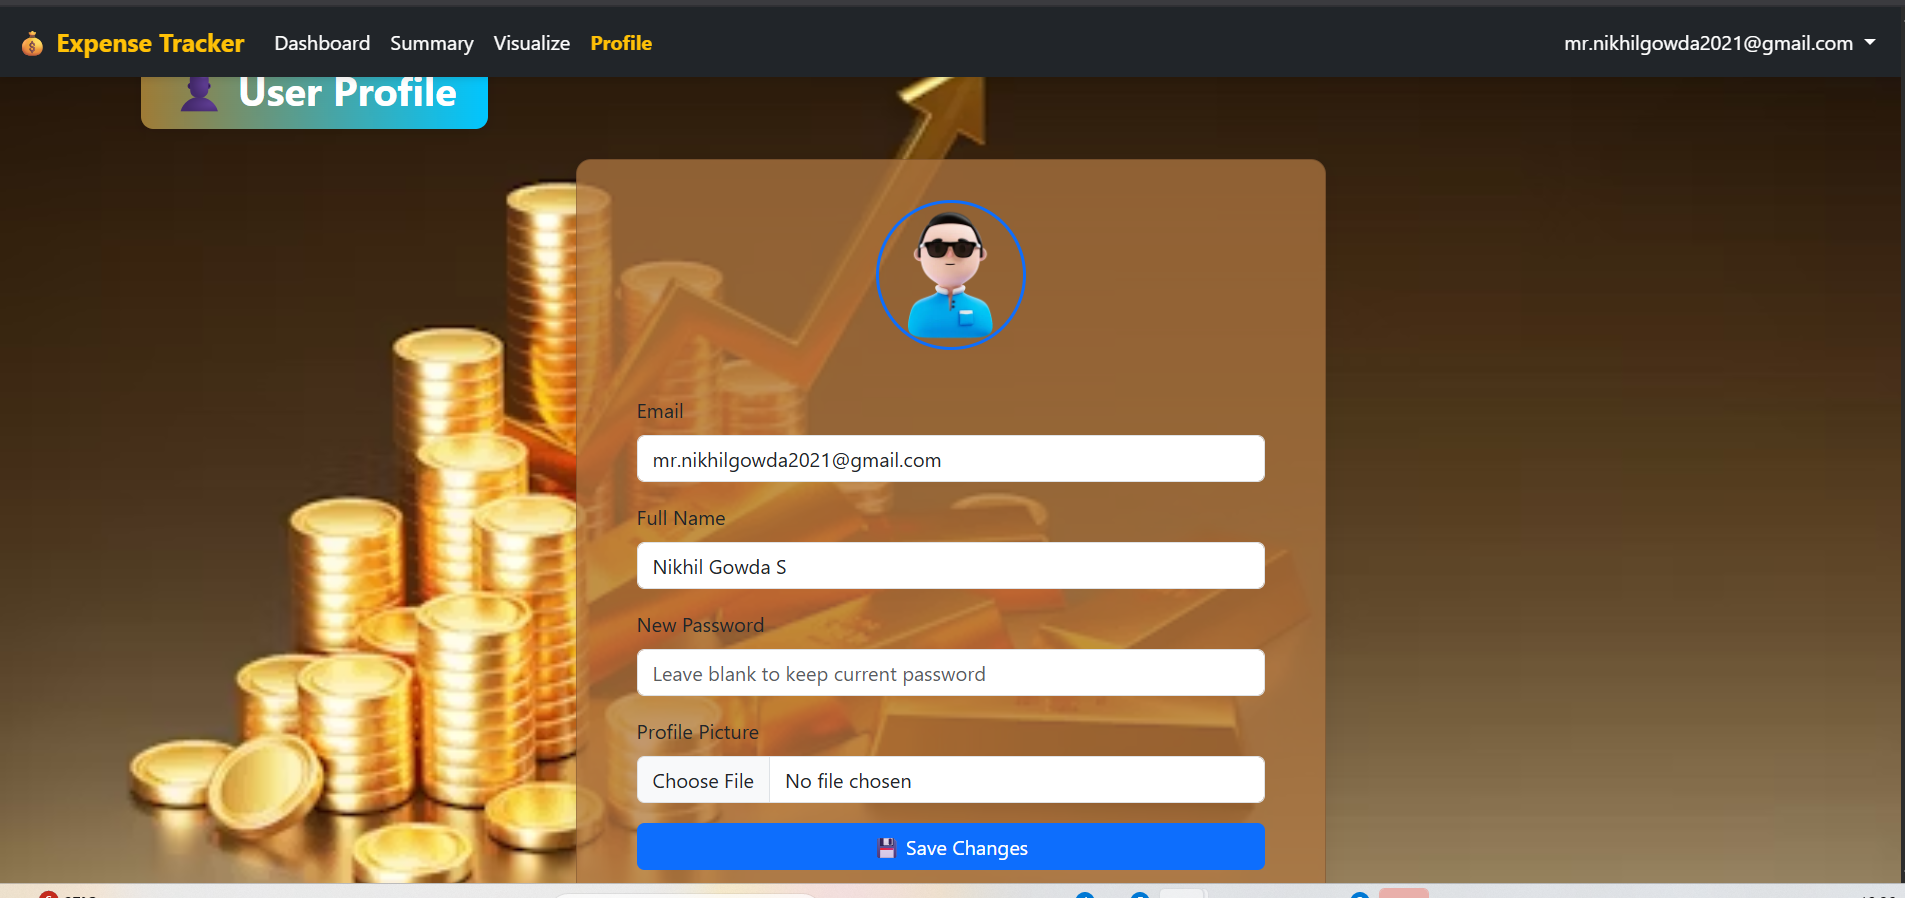 Expense Tracker Dashboard Summary Visualize Profile mr.nikhilgowda2021@gmail.com
User Profile
Email
mr.nikhilgowda2021@gmail.com
Full Name
Nikhil Gowda S
New Password
Leave blank to keep current password
Profile Picture
Choose File No file chosen
Save Changes